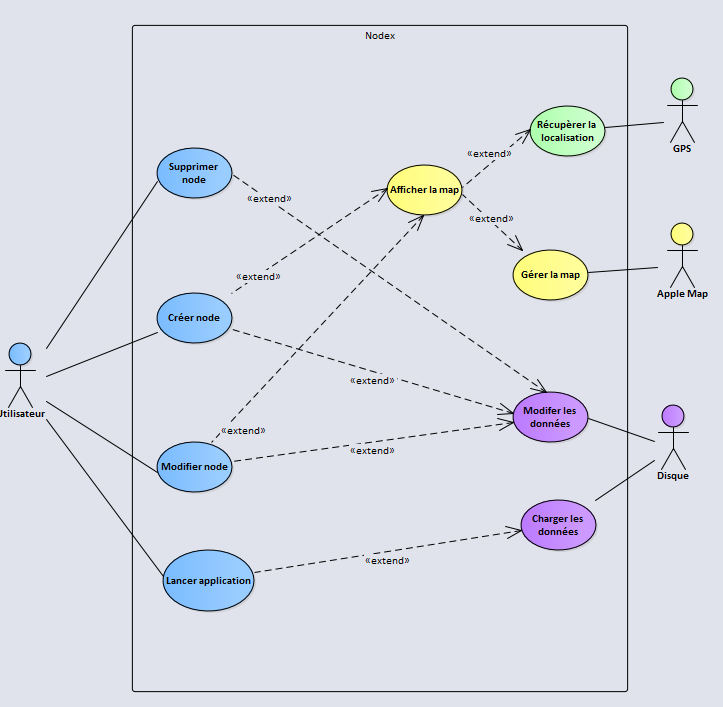 Nodex
Récupèrer la
localisation
GPS
«extend»
Supprimer
node
Afficher la map
«extend»
«extend»
Gérer la map
Apple Map
«extend»
Créer node
Utilisateur
«extend»
Modifer les
données
«extend»
«extend»
Modifier node
Disque
Charger les
données
«extend»
Lancer application